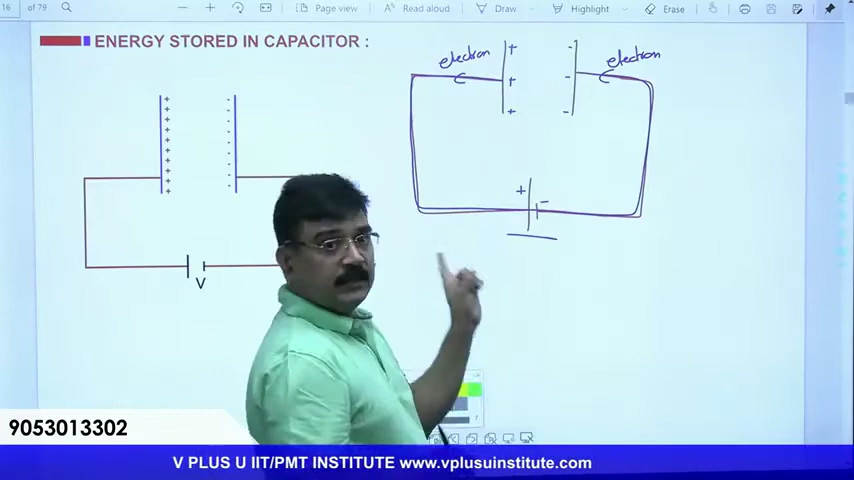 16 of 79
Page view
Read aloud
Draw
Highlight
Erase
ENERGY STORED IN CAPACITOR :
electron
electron
+ -
+ -
+ -
+ -
V
9053013302
V PLUS U IIT/PMT INSTITUTE www.vplusuinstitute.com